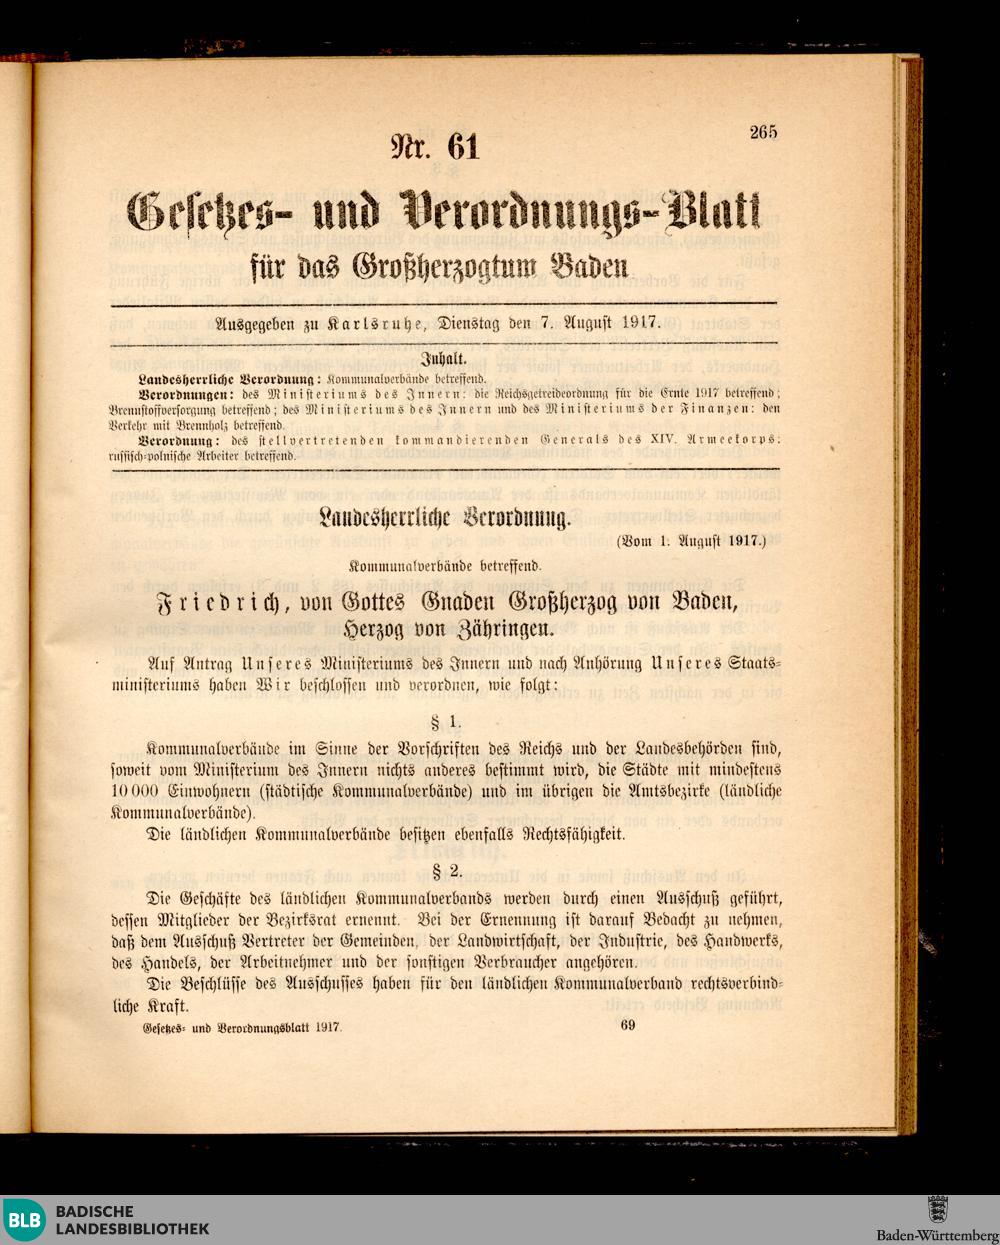 265
Nr. 61
Gesetzes- und Verordnungs-Blatt
für das Großherzogtum Baden
Ausgegeben zu Karlsruhe, Dienstag den 7. August 1917.
Inhalt.
Landesherrliche Verordnung: Kommunalverbände betreffend.
Verordnungen: des Ministeriums des Innern: die Reichsgetreideordnung für die Ernte 1917 betreffend;
Brennstoffversorgung betreffend; des Ministeriums des Innern und des Ministeriums der Finanzen: den
Verkehr mit Brennholz betreffend.
Verordnung: des stellvertretenden kommandierenden Generals des XIV. Armeekorps:
russisch-polnische Arbeiter betreffend.
Landesherrliche Verordnung.
(Vom 1. August 1917.)
Kommunalverbände betreffend.
Friedrich, von Gottes Gnaden Großherzog von Baden,
Herzog von Zähringen.
Auf Antrag Unseres Ministeriums des Innern und nach Anhörung Unseres Staats-
ministeriums haben Wir beschlossen und verordnen, wie folgt:
§ 1.
Kommunalverbände im Sinne der Vorschriften des Reichs und der Landesbehörden sind,
soweit vom Ministerium des Innern nichts anderes bestimmt wird, die Städte mit mindestens
10 000 Einwohnern (städtische Kommunalverbände) und im übrigen die Amtsbezirke (ländliche
Kommunalverbände).
Die ländlichen Kommunalverbände besitzen ebenfalls Rechtsfähigkeit.
§ 2.
Die Geschäfte des ländlichen Kommunalverbands werden durch einen Ausschuß geführt,
dessen Mitglieder der Bezirksrat ernennt. Bei der Ernennung ist darauf Bedacht zu nehmen,
daß dem Ausschuß Vertreter der Gemeinden, der Landwirtschaft, der Industrie, des Handwerks,
des Handels, der Arbeitnehmer und der sonstigen Verbraucher angehören.
Die Beschlüsse des Ausschusses haben für den ländlichen Kommunalverband rechtsverbind-
liche Kraft.
Gesetzes- und Verordnungsblatt 1917. 69
BLB BADISCHE
LANDESBIBLIOTHEK
Baden-Württemberg